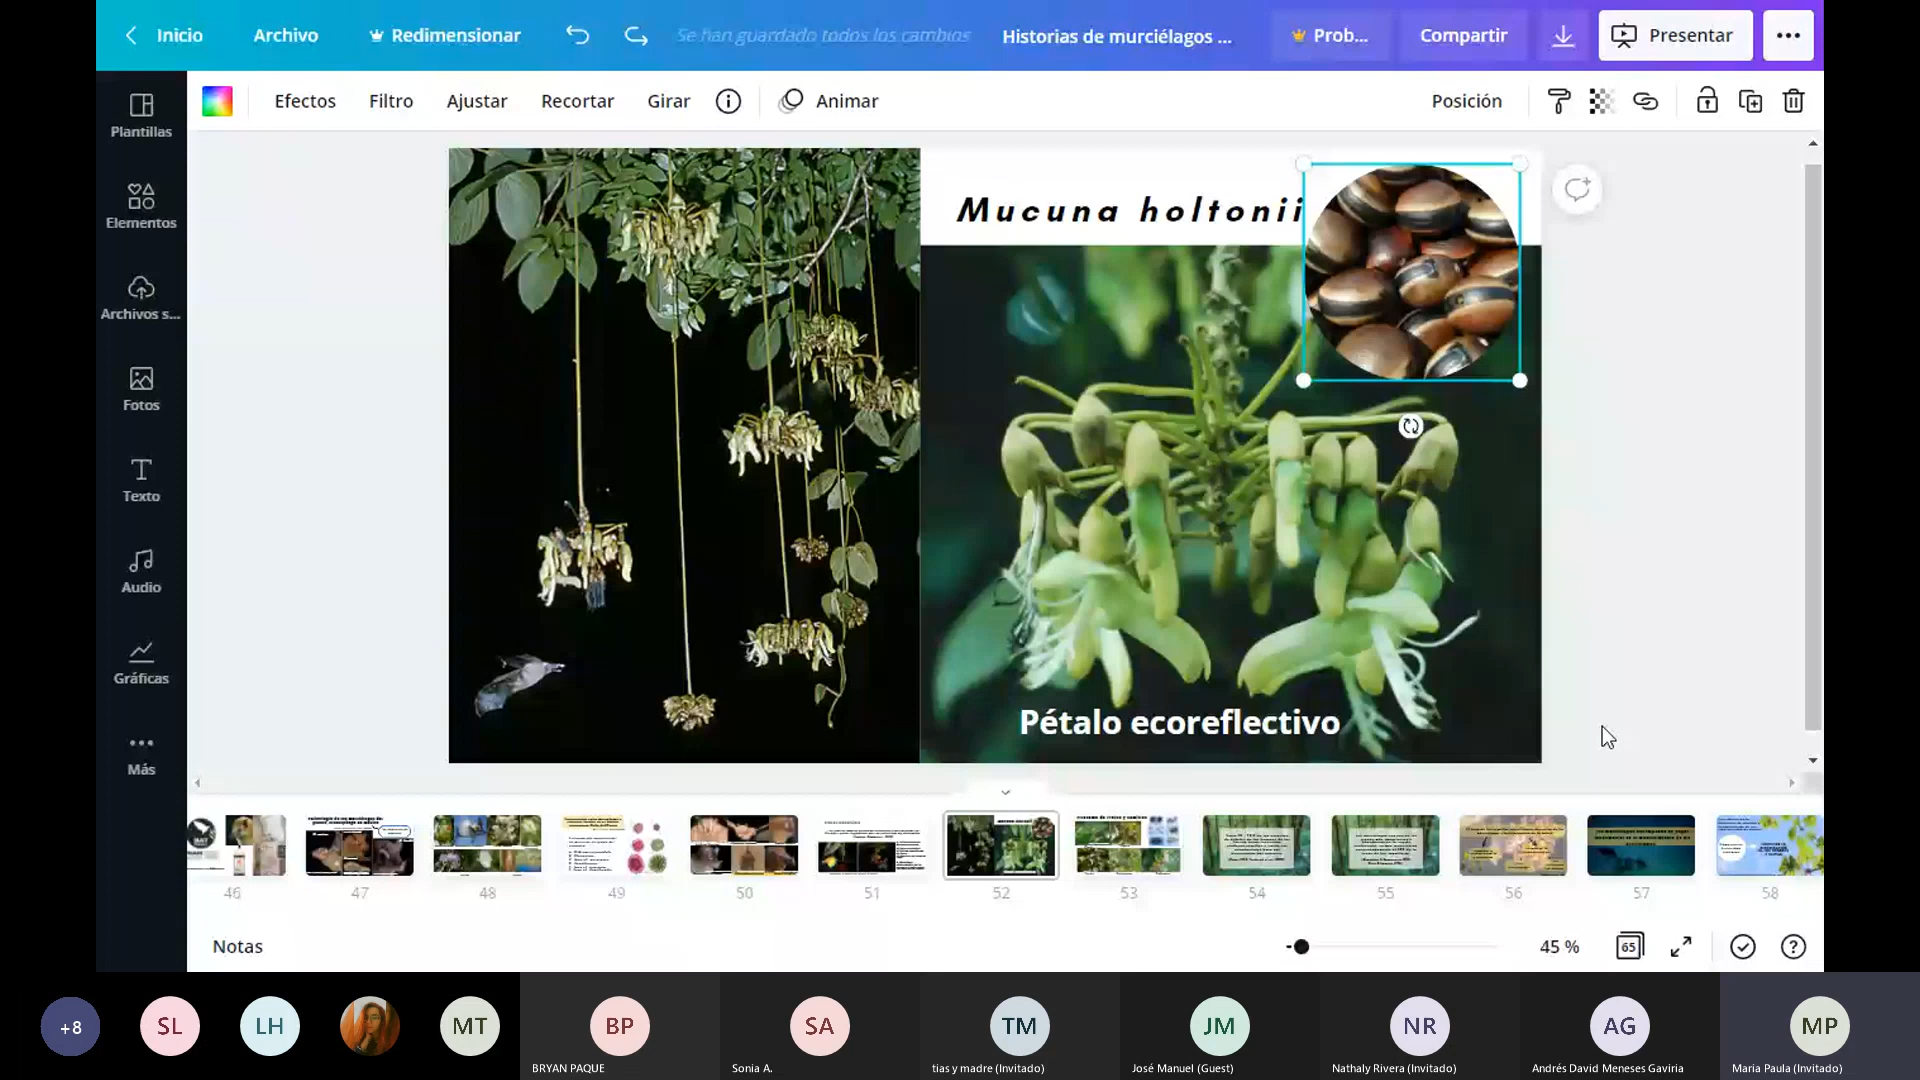 Inicio
Archivo
Redimensionar
Se han guardado todos los cambios
Historias de murciélagos ...
Prob...
Compartir
Presentar
Efectos
Filtro
Ajustar
Recortar
Girar
Animar
Posición
Plantillas
Elementos
Archivos s...
Fotos
Texto
Audio
Gráficas
Más
Mucuna holtonii
Pétalo ecoreflectivo
46
47
48
49
50
51
52
53
54
55
56
57
58
Notas
45 %
65
+8
SL
LH
MT
BP
SA
TM
JM
NR
AG
MP
BRYAN PAQUE
Sonia A.
tias y madre (Invitado)
José Manuel (Guest)
Nathaly Rivera (Invitado)
Andrés David Meneses Gaviria
Maria Paula (Invitado)